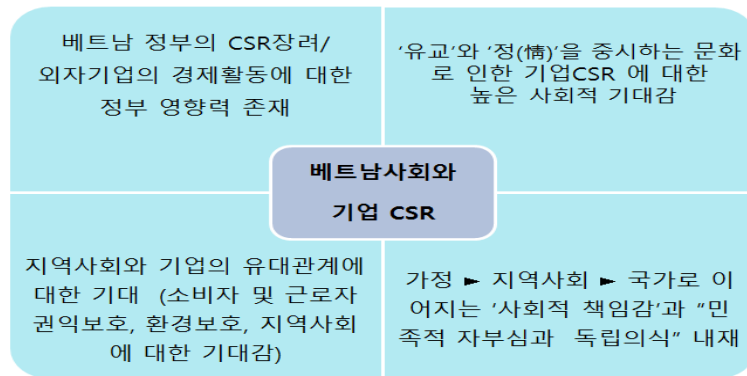 베트남 정부의 CSR장려/
외자기업의 경제활동에 대한
정부 영향력 존재
'유교'와 '정(情)'을 중시하는 문화
로 인한 기업CSR 에 대한
높은 사회적 기대감
베트남사회와
기업 CSR
지역사회와 기업의 유대관계에
대한 기대 (소비자 및 근로자
권익보호, 환경보호, 지역사회
에 대한 기대감)
가정 ► 지역사회 ► 국가로 이
어지는 '사회적 책임감'과 "민
족적 자부심과 독립의식" 내재